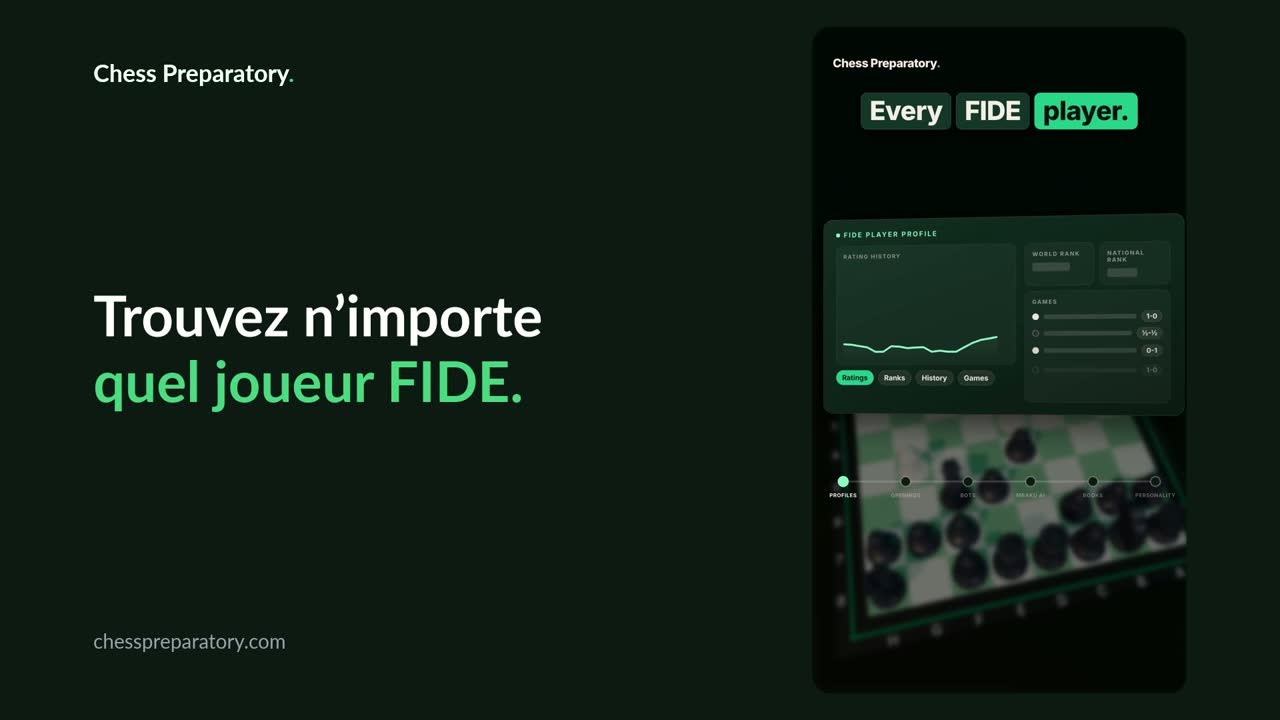 Chess Preparatory.
Trouvez n’importe
quel joueur FIDE.
chesspreparatory.com
Chess Preparatory.
Every FIDE player.
FIDE PLAYER PROFILE
RATING HISTORY
WORLD RANK
NATIONAL
RANK
GAMES
1-0
½-½
0-1
1-0
Ratings Ranks History Games
PROFILES OPENINGS BOTS MIRAKU AI BOOKS PERSONALITY